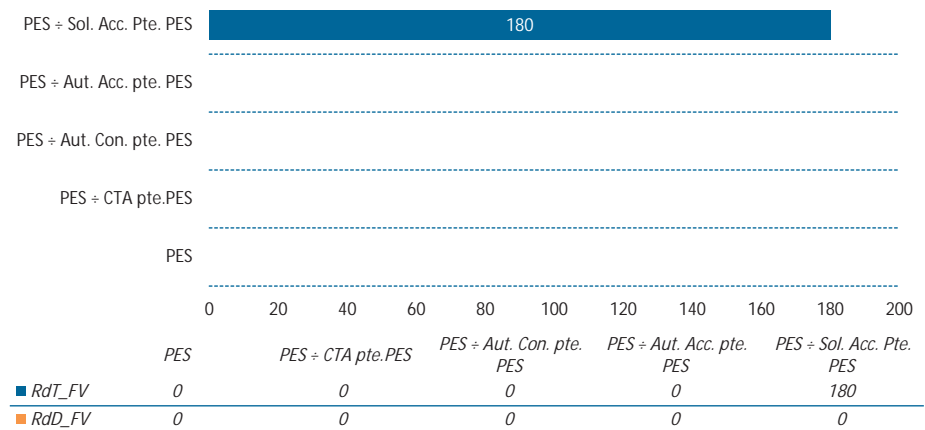 PES ÷ Sol. Acc. Pte. PES
180
PES ÷ Aut. Acc. pte. PES
PES ÷ Aut. Con. pte. PES
PES ÷ CTA pte.PES
PES
0 20 40 60 80 100 120 140 160 180 200
PES PES ÷ CTA pte.PES PES ÷ Aut. Con. pte. PES PES ÷ Aut. Acc. pte. PES PES ÷ Sol. Acc. Pte. PES
RdT_FV 0 0 0 0 180
RdD_FV 0 0 0 0 0